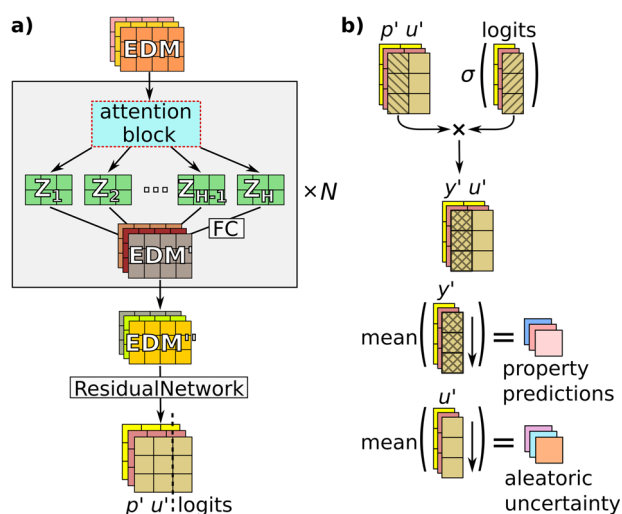 a)
EDM
attention
block
Z1 Z2 ... ZH-1 ZH
×N
FC
EDM'
EDM''
ResidualNetwork
p' u' logits
b)
p' u' logits
σ
×
y' u'
y'
mean ( ) =
property
predictions
u'
mean ( ) =
aleatoric
uncertainty